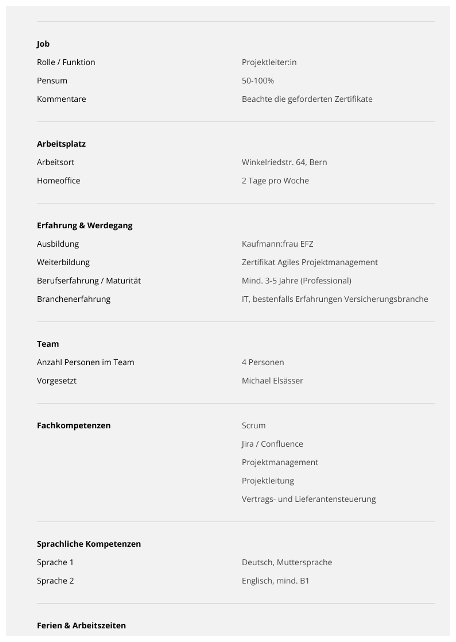 Job
Rolle / Funktion Projektleiter:in
Pensum 50-100%
Kommentare Beachte die geforderten Zertifikate
Arbeitsplatz
Arbeitsort Winkelriedstr. 64, Bern
Homeoffice 2 Tage pro Woche
Erfahrung & Werdegang
Ausbildung Kaufmann:frau EFZ
Weiterbildung Zertifikat Agiles Projektmanagement
Berufserfahrung / Maturität Mind. 3-5 Jahre (Professional)
Branchenerfahrung IT, bestenfalls Erfahrungen Versicherungsbranche
Team
Anzahl Personen im Team 4 Personen
Vorgesetzt Michael Elsässer
Fachkompetenzen Scrum
Jira / Confluence
Projektmanagement
Projektleitung
Vertrags- und Lieferantensteuerung
Sprachliche Kompetenzen
Sprache 1 Deutsch, Muttersprache
Sprache 2 Englisch, mind. B1
Ferien & Arbeitszeiten